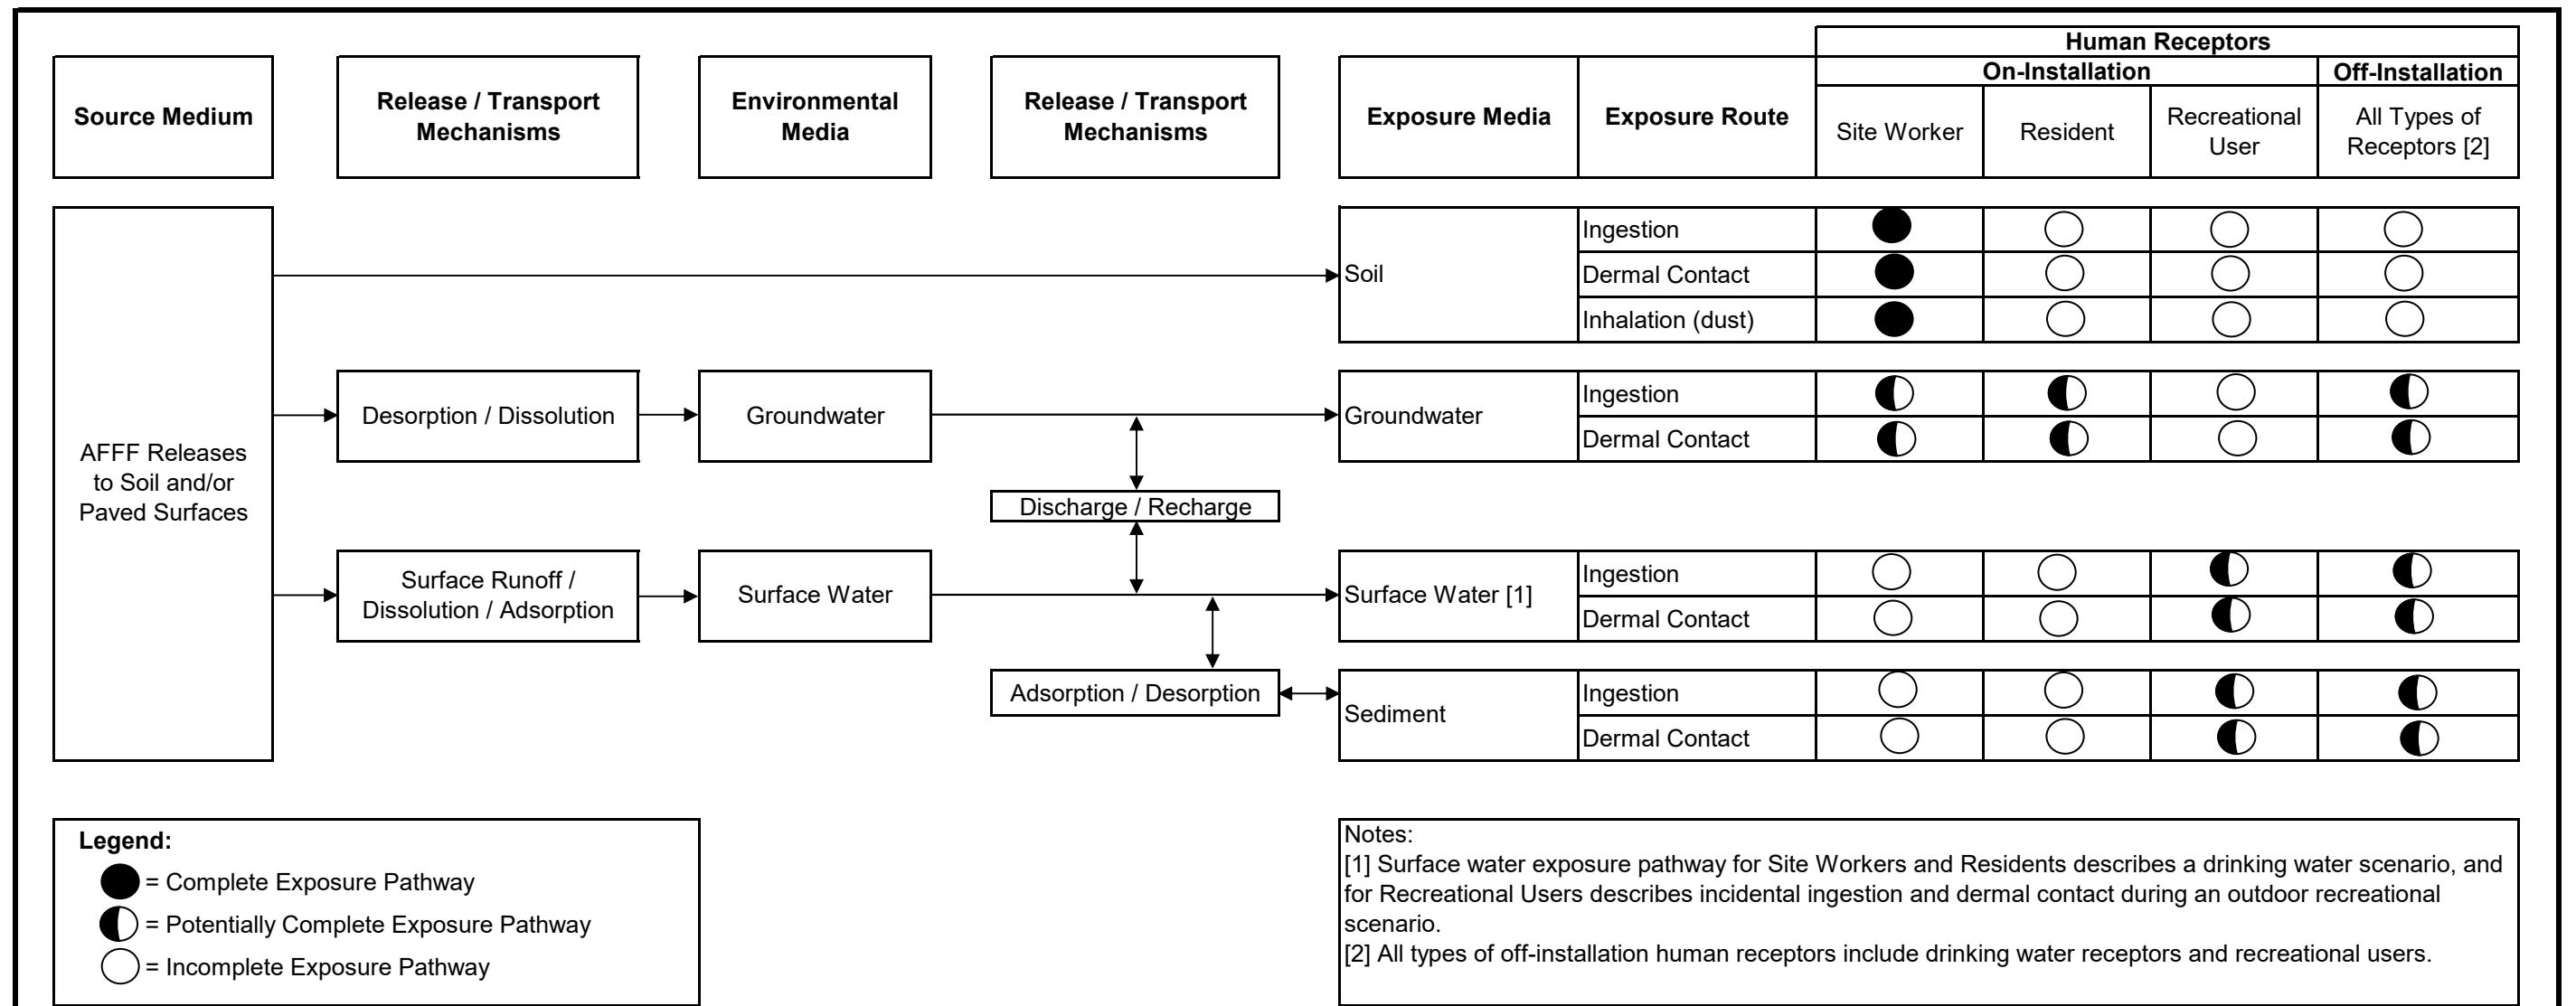 Human Receptors
On-Installation
Off-Installation
Source Medium
Release / Transport
Mechanisms
Environmental
Media
Release / Transport
Mechanisms
Exposure Media
Exposure Route
Site Worker
Resident
Recreational
User
All Types of
Receptors [2]
AFFF Releases
to Soil and/or
Paved Surfaces
Soil
Ingestion
Dermal Contact
Inhalation (dust)
Desorption / Dissolution
Groundwater
Groundwater
Ingestion
Dermal Contact
Discharge / Recharge
Surface Runoff /
Dissolution / Adsorption
Surface Water
Surface Water [1]
Ingestion
Dermal Contact
Adsorption / Desorption
Sediment
Ingestion
Dermal Contact
Legend:
= Complete Exposure Pathway
= Potentially Complete Exposure Pathway
= Incomplete Exposure Pathway
Notes:
[1] Surface water exposure pathway for Site Workers and Residents describes a drinking water scenario, and
for Recreational Users describes incidental ingestion and dermal contact during an outdoor recreational
scenario.
[2] All types of off-installation human receptors include drinking water receptors and recreational users.